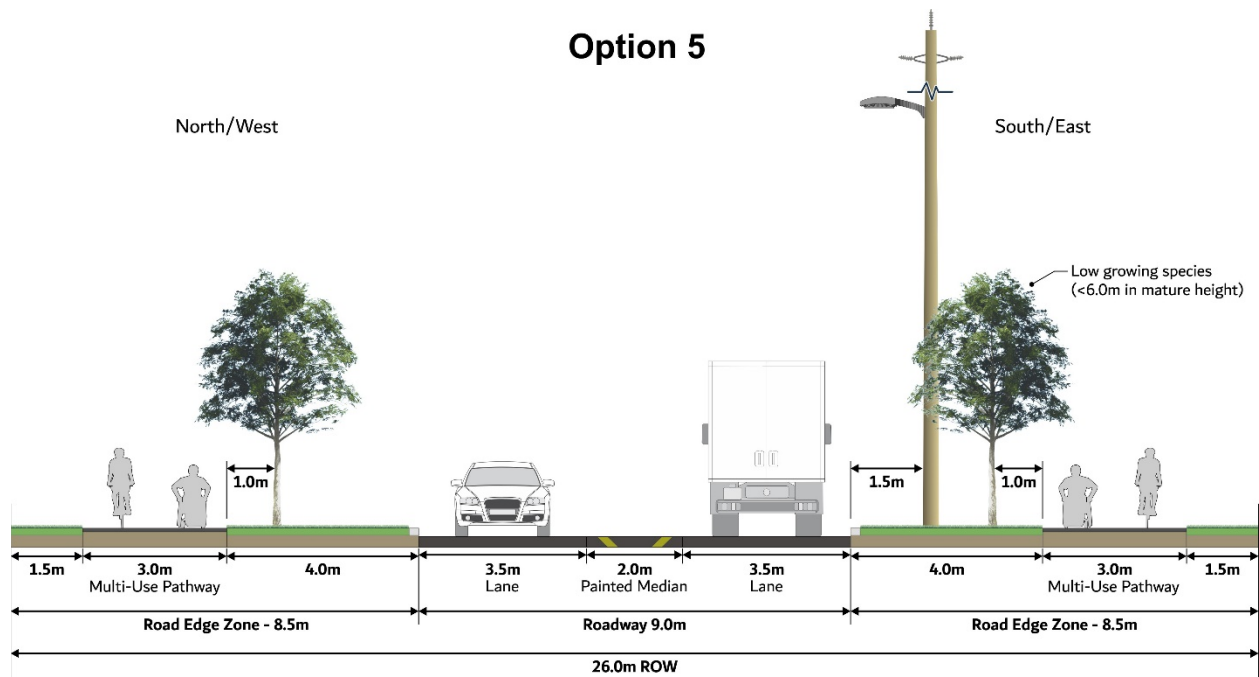 Option 5
North/West
South/East
Low growing species
(<6.0m in mature height)
1.0m
1.5m
1.0m
1.5m
3.0m
4.0m
3.5m
2.0m
3.5m
4.0m
3.0m
1.5m
Multi-Use Pathway
Lane
Painted Median
Lane
Multi-Use Pathway
Road Edge Zone - 8.5m
Roadway 9.0m
Road Edge Zone - 8.5m
26.0m ROW